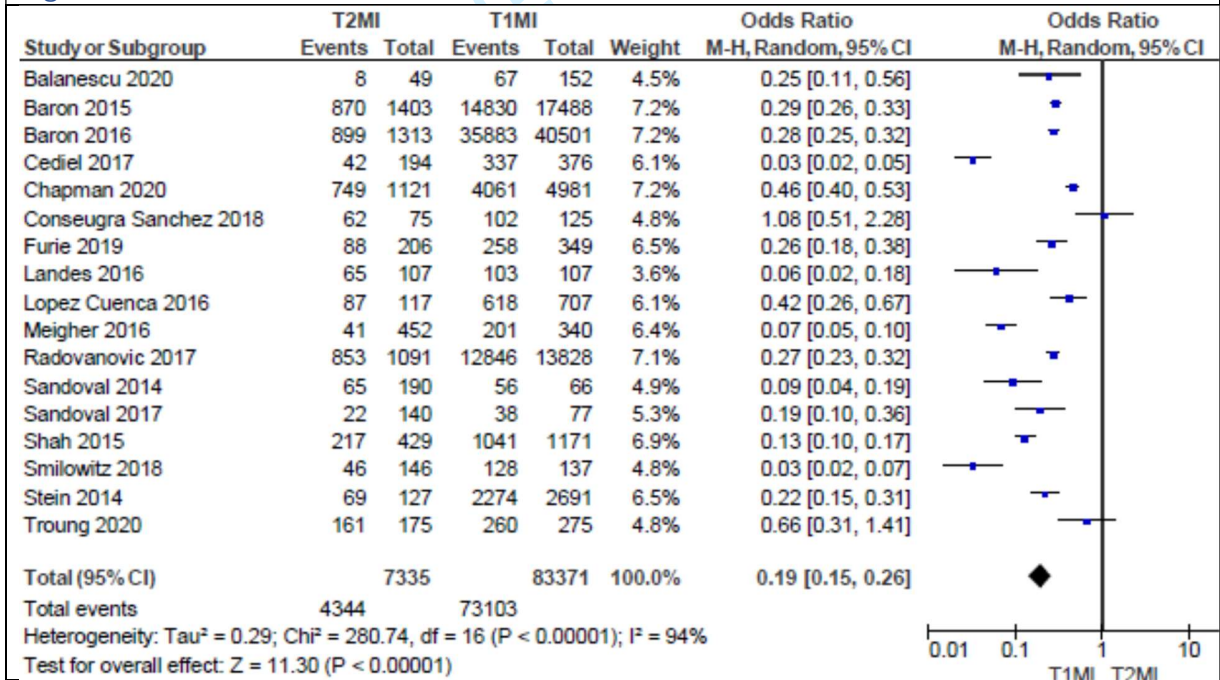 T2MI T1MI Odds Ratio Odds Ratio
Study or Subgroup Events Total Events Total Weight M-H, Random, 95% CI M-H, Random, 95% CI
Balanescu 2020 8 49 67 152 4.5% 0.25 [0.11, 0.56]
Baron 2015 870 1403 14830 17488 7.2% 0.29 [0.26, 0.33]
Baron 2016 899 1313 35883 40501 7.2% 0.28 [0.25, 0.32]
Cediel 2017 42 194 337 376 6.1% 0.03 [0.02, 0.05]
Chapman 2020 749 1121 4061 4981 7.2% 0.46 [0.40, 0.53]
Conseugra Sanchez 2018 62 75 102 125 4.8% 1.08 [0.51, 2.28]
Furie 2019 88 206 258 349 6.5% 0.26 [0.18, 0.38]
Landes 2016 65 107 103 107 3.6% 0.06 [0.02, 0.18]
Lopez Cuenca 2016 87 117 618 707 6.1% 0.42 [0.26, 0.67]
Meigher 2016 41 452 201 340 6.4% 0.07 [0.05, 0.10]
Radovanovic 2017 853 1091 12846 13828 7.1% 0.27 [0.23, 0.32]
Sandoval 2014 65 190 56 66 4.9% 0.09 [0.04, 0.19]
Sandoval 2017 22 140 38 77 5.3% 0.19 [0.10, 0.36]
Shah 2015 217 429 1041 1171 6.9% 0.13 [0.10, 0.17]
Smilowitz 2018 46 146 128 137 4.8% 0.03 [0.02, 0.07]
Stein 2014 69 127 2274 2691 6.5% 0.22 [0.15, 0.31]
Troung 2020 161 175 260 275 4.8% 0.66 [0.31, 1.41]
Total (95% CI) 7335 83371 100.0% 0.19 [0.15, 0.26]
Total events 4344 73103
Heterogeneity: Tau² = 0.29; Chi² = 280.74, df = 16 (P < 0.00001); I² = 94%
Test for overall effect: Z = 11.30 (P < 0.00001)
0.01 0.1 1 10
T1MI T2MI